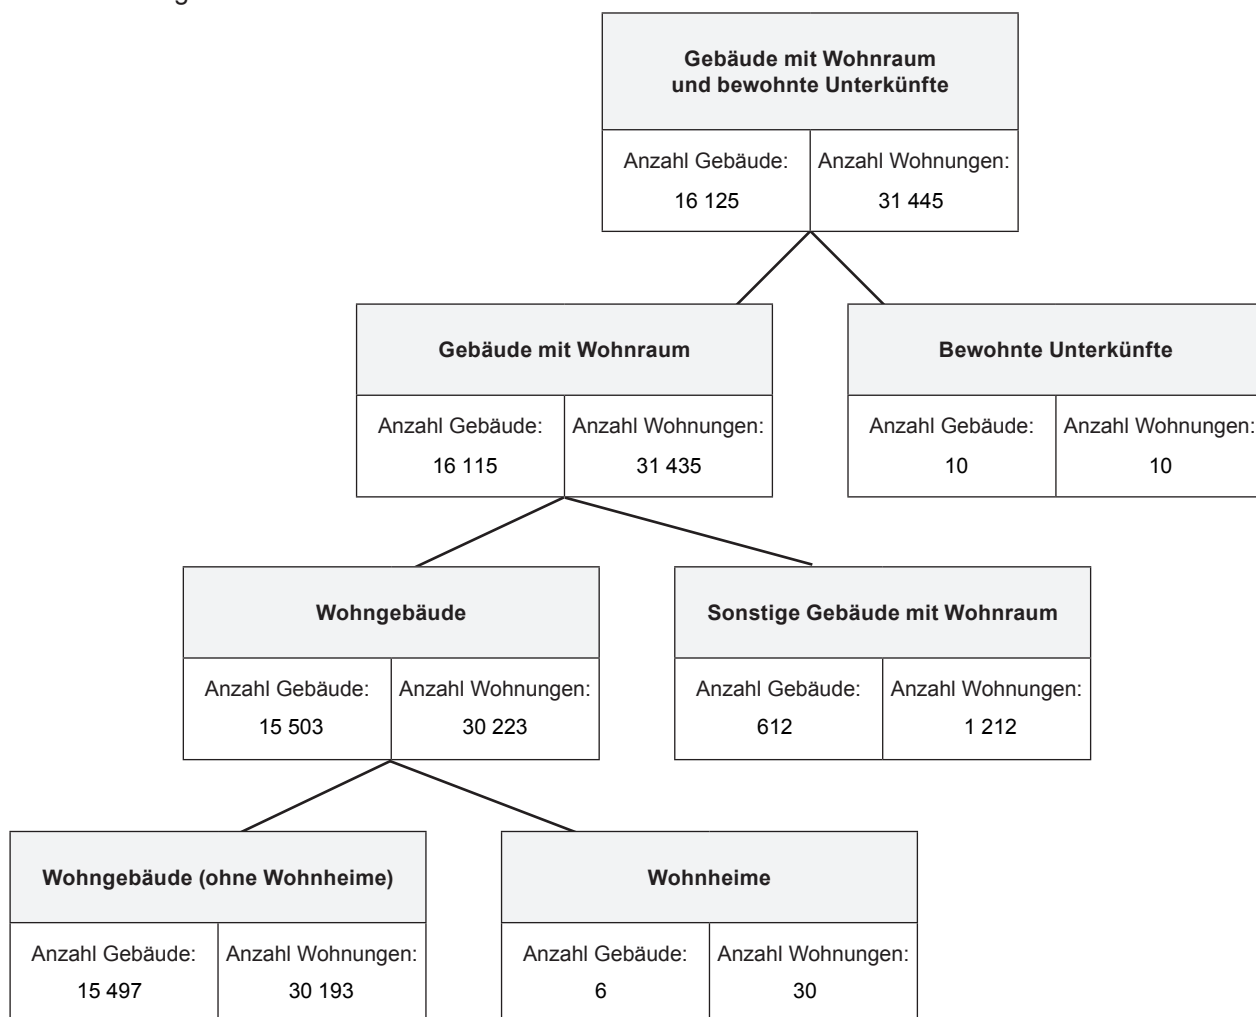 Gebäude mit Wohnraum
und bewohnte Unterkünfte
Anzahl Gebäude: Anzahl Wohnungen:
16 125 31 445
Gebäude mit Wohnraum
Anzahl Gebäude: Anzahl Wohnungen:
16 115 31 435
Bewohnte Unterkünfte
Anzahl Gebäude: Anzahl Wohnungen:
10 10
Wohngebäude
Anzahl Gebäude: Anzahl Wohnungen:
15 503 30 223
Sonstige Gebäude mit Wohnraum
Anzahl Gebäude: Anzahl Wohnungen:
612 1 212
Wohngebäude (ohne Wohnheime)
Anzahl Gebäude: Anzahl Wohnungen:
15 497 30 193
Wohnheime
Anzahl Gebäude: Anzahl Wohnungen:
6 30